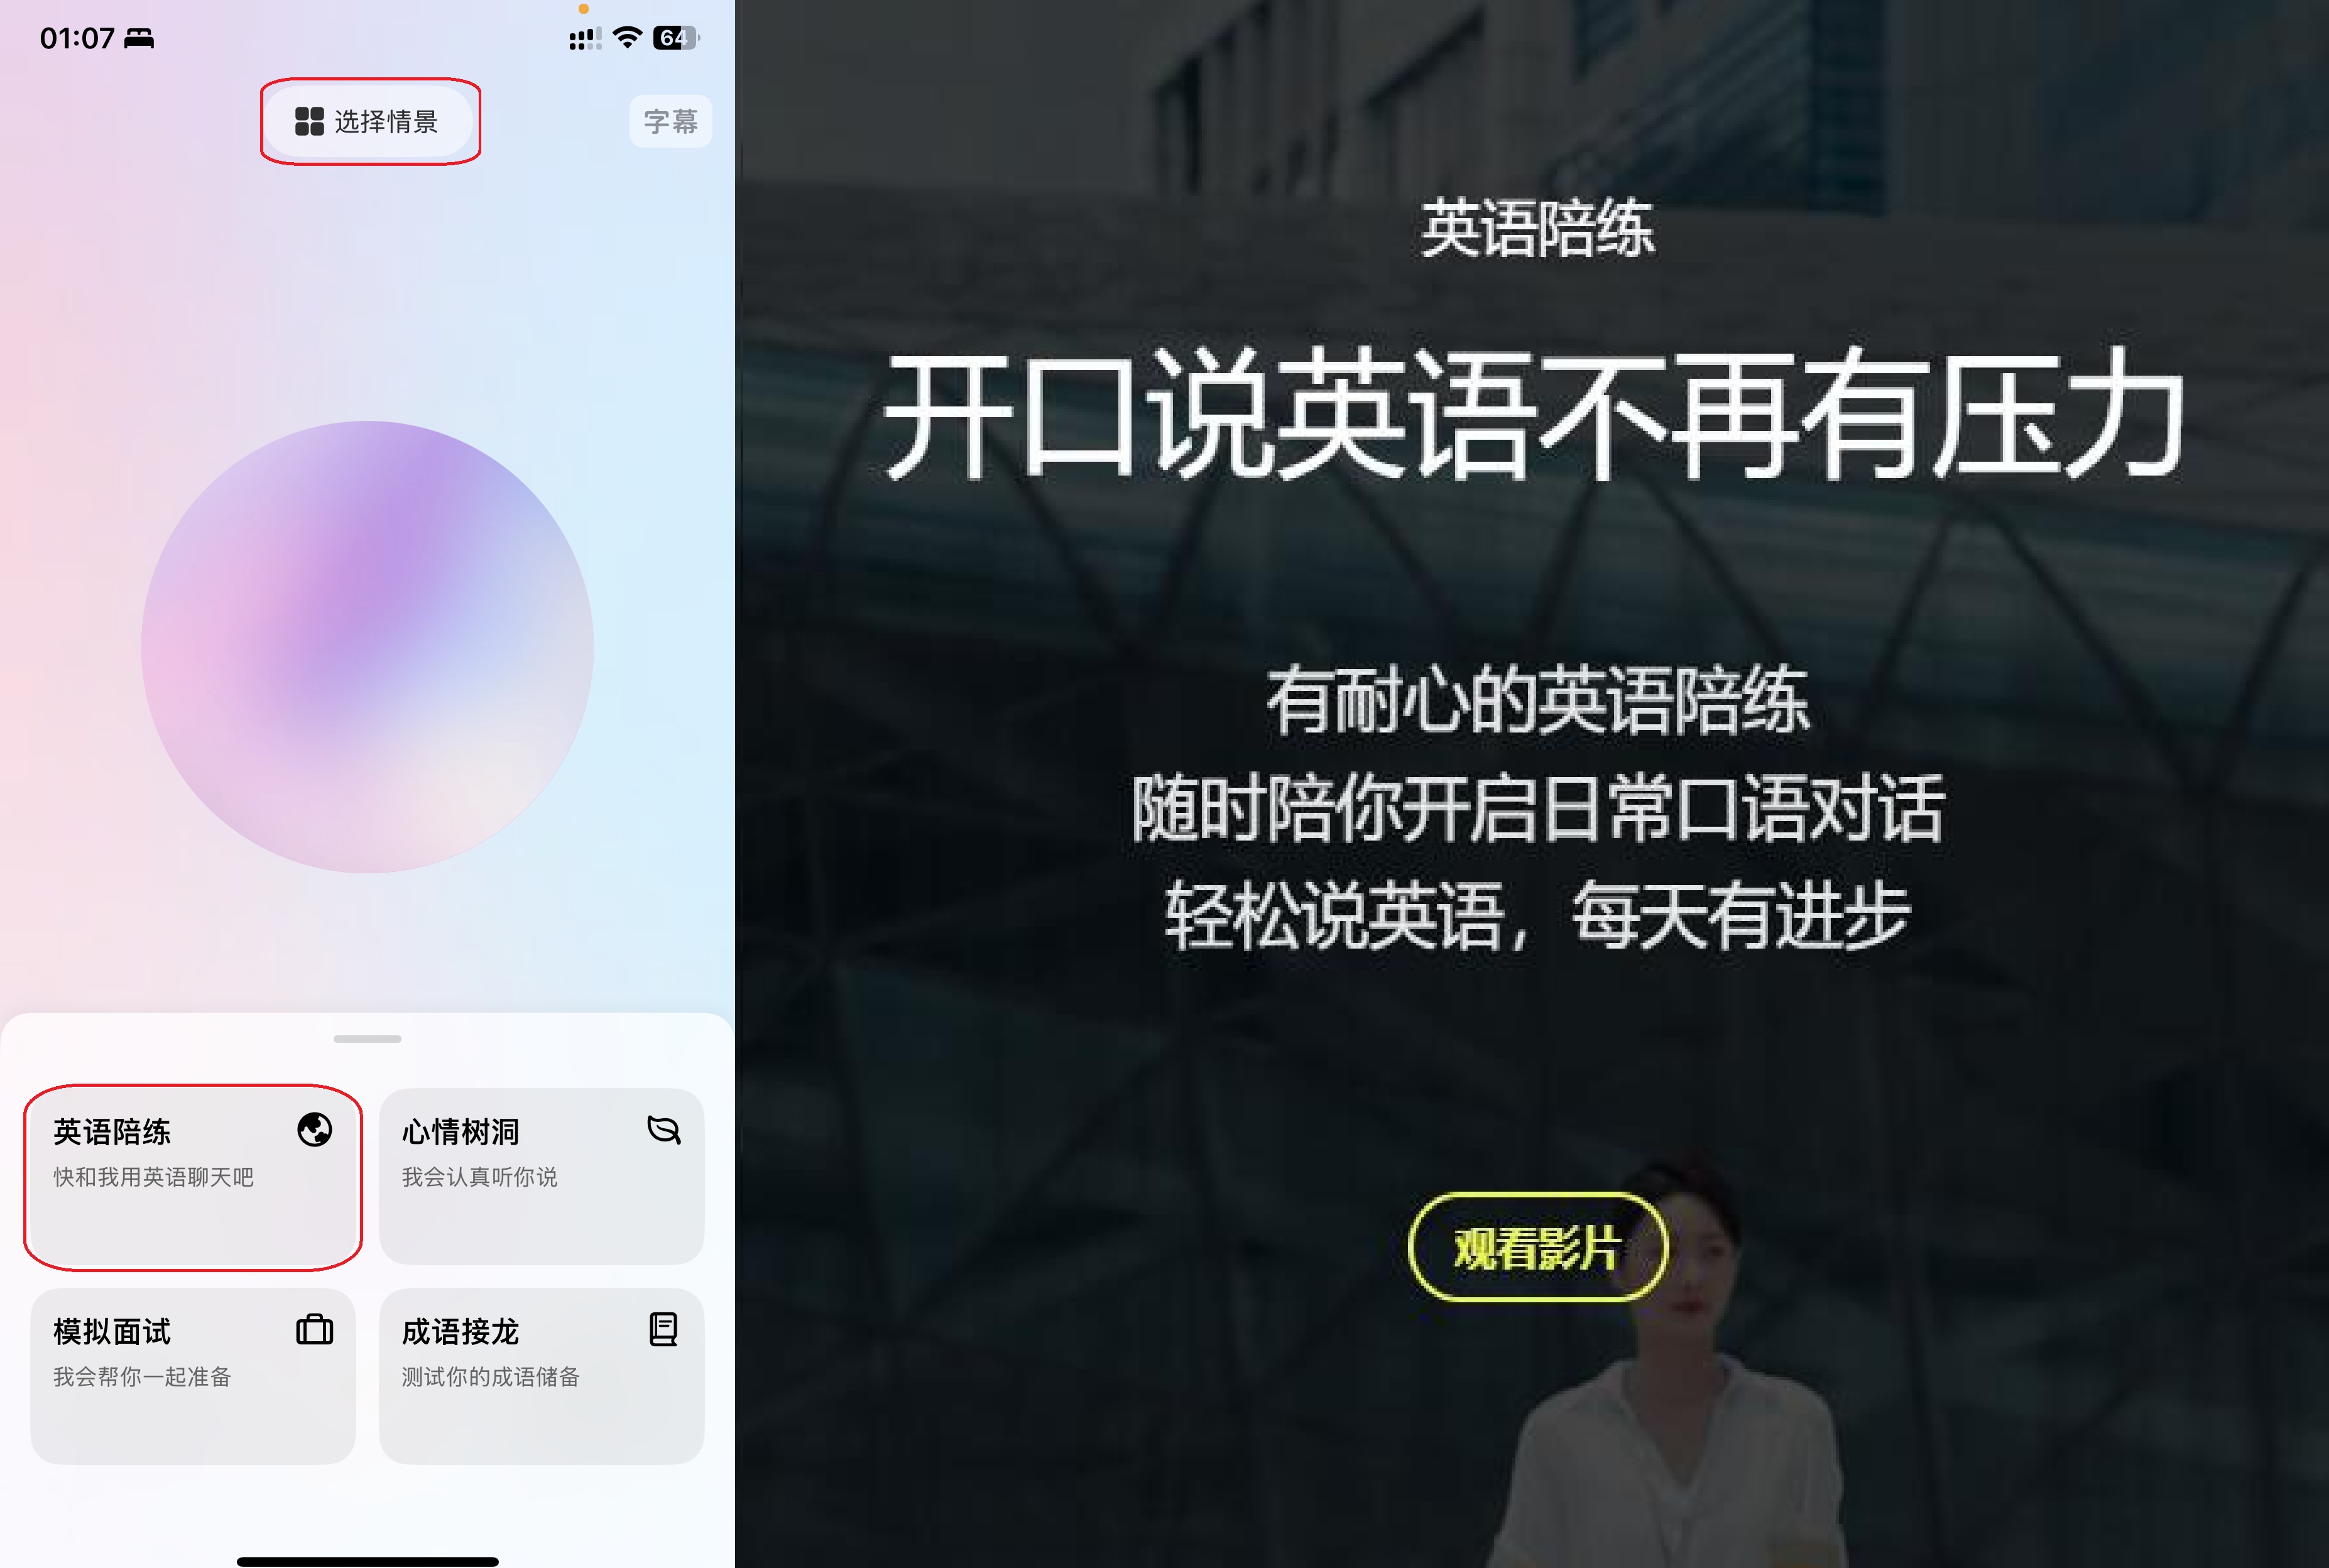 01:07
64
选择情景
字幕
英语陪练
快和我用英语聊天吧
心情树洞
我会认真听你说
模拟面试
我会帮你一起准备
成语接龙
测试你的成语储备
英语陪练
开口说英语不再有压力
有耐心的英语陪练
随时陪你开启日常口语对话
轻松说英语，每天有进步
观看影片